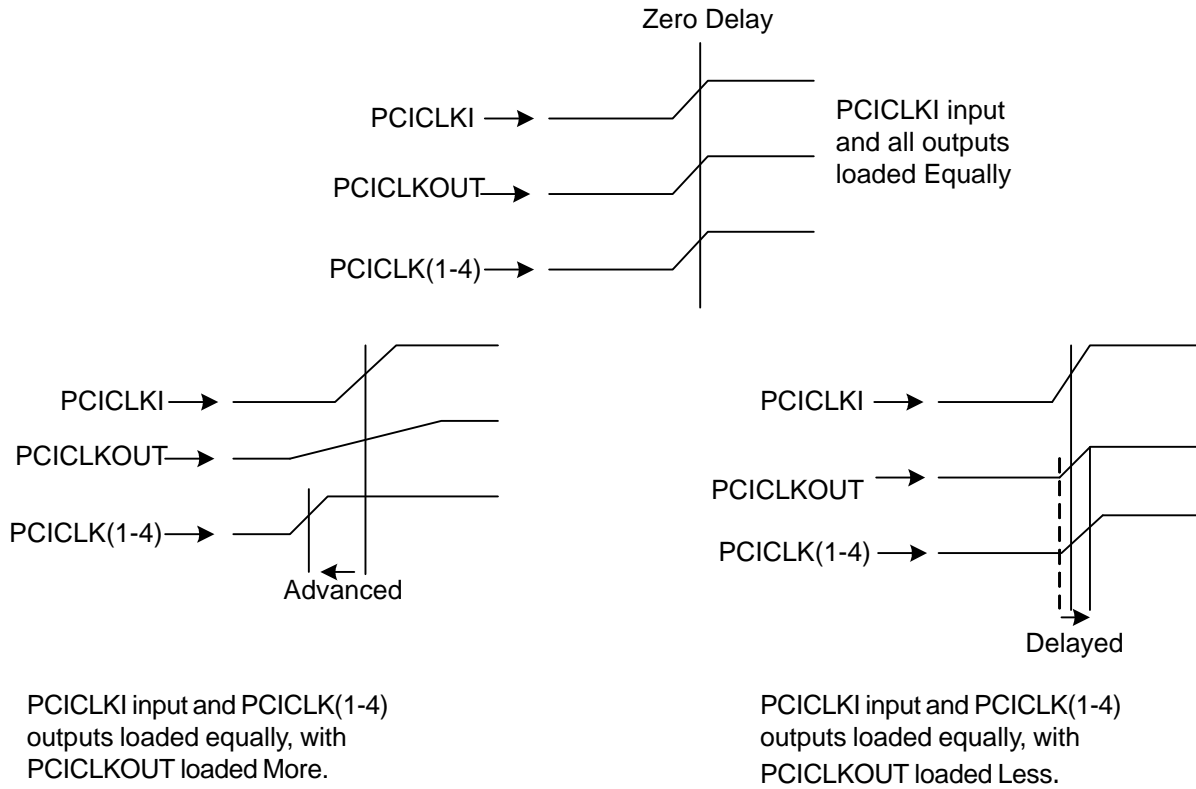 Zero Delay
PCICLKI
PCICLKI input
and all outputs
loaded Equally
PCICLKOUT
PCICLK(1-4)
PCICLKI
PCICLKOUT
PCICLK(1-4)
Advanced
PCICLKI input and PCICLK(1-4)
outputs loaded equally, with
PCICLKOUT loaded More.
PCICLKI
PCICLKOUT
PCICLK(1-4)
Delayed
PCICLKI input and PCICLK(1-4)
outputs loaded equally, with
PCICLKOUT loaded Less.